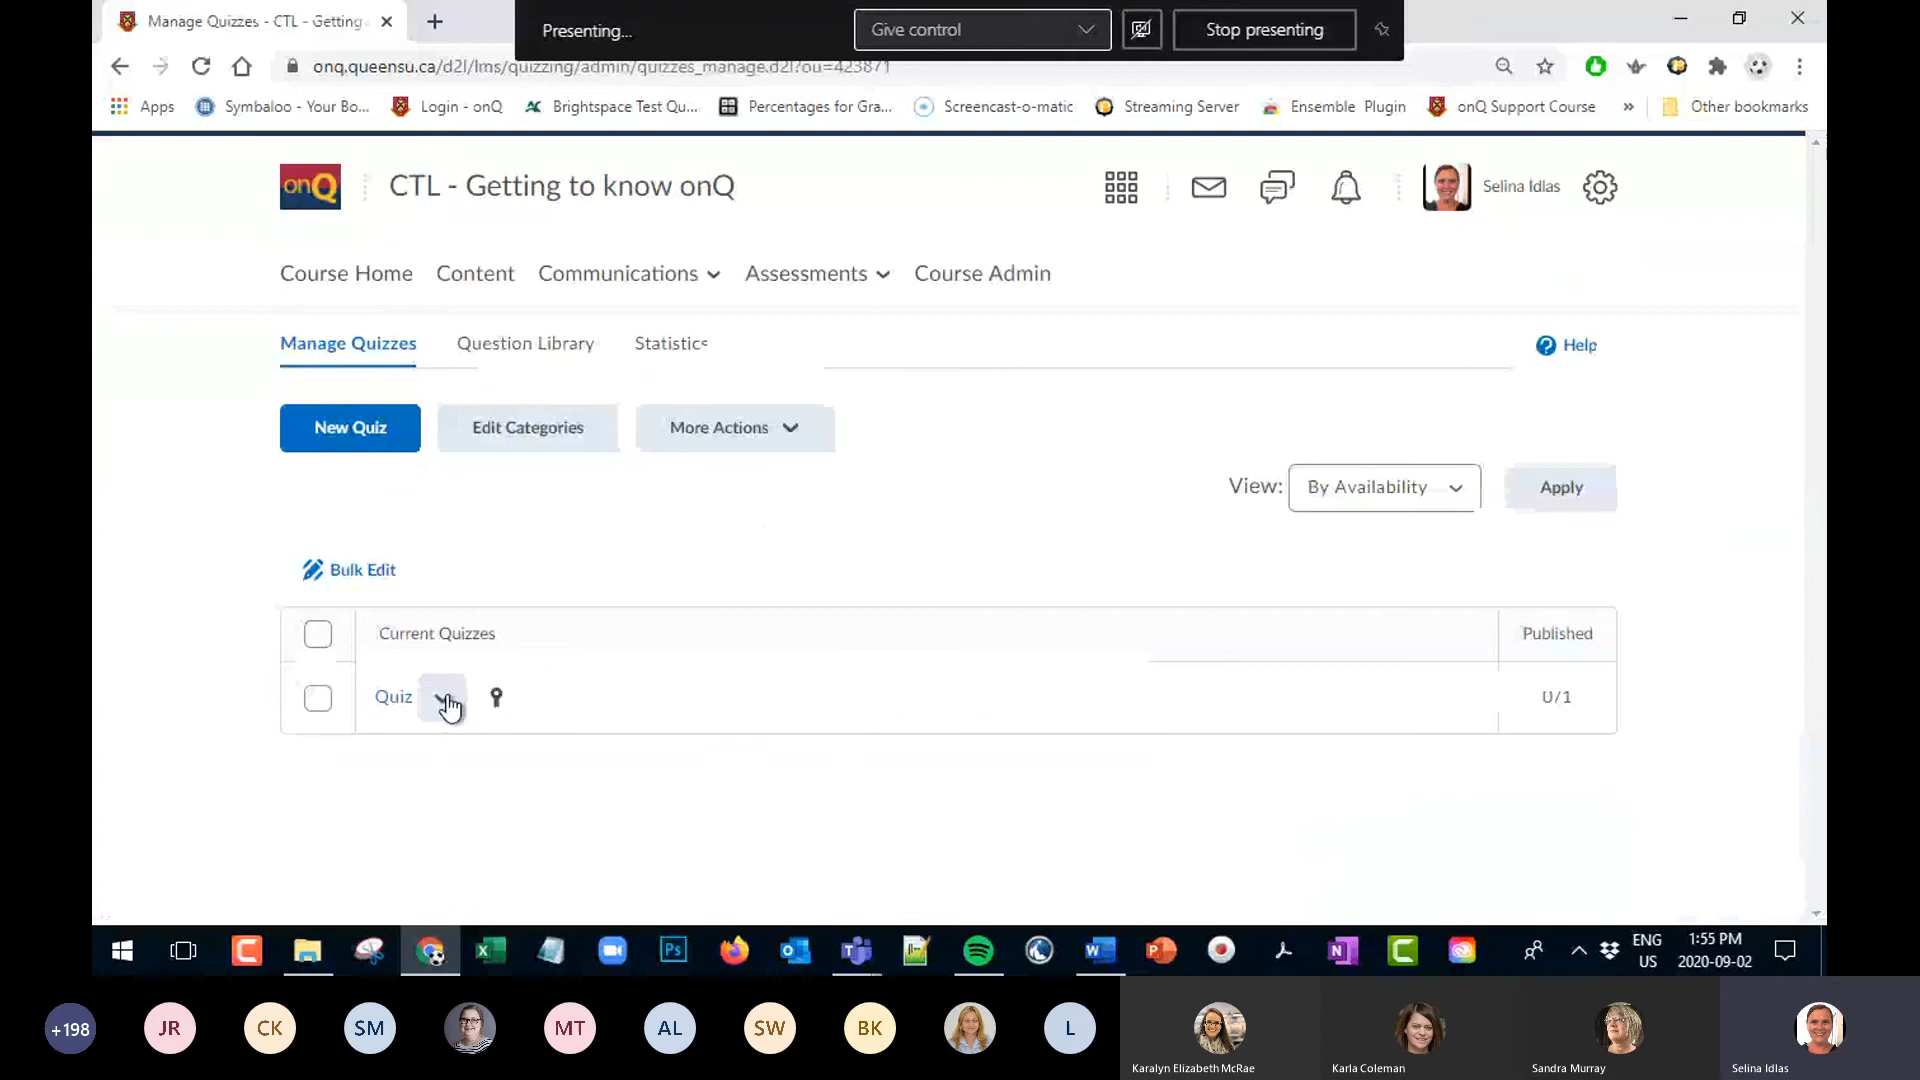 Manage Quizzes - CTL - Getting
Presenting...
Give control
Stop presenting
onq.queensu.ca/d2l/lms/quizzing/admin/quizzes_manage.d2l?ou=423871
Apps
Symbaloo - Your Bo...
Login - onQ
Brightspace Test Qu...
Percentages for Gra...
Screencast-o-matic
Streaming Server
Ensemble Plugin
onQ Support Course
»
Other bookmarks
onQ
CTL - Getting to know onQ
Selina Idlas
Course Home
Content
Communications
Assessments
Course Admin
Manage Quizzes
Question Library
Statistics
Help
New Quiz
Edit Categories
More Actions
View:
By Availability
Apply
Bulk Edit
Current Quizzes
Published
Quiz
0/1
ENG
US
1:55 PM
2020-09-02
+198
JR
CK
SM
MT
AL
SW
BK
L
Karalyn Elizabeth McRae
Karla Coleman
Sandra Murray
Selina Idlas